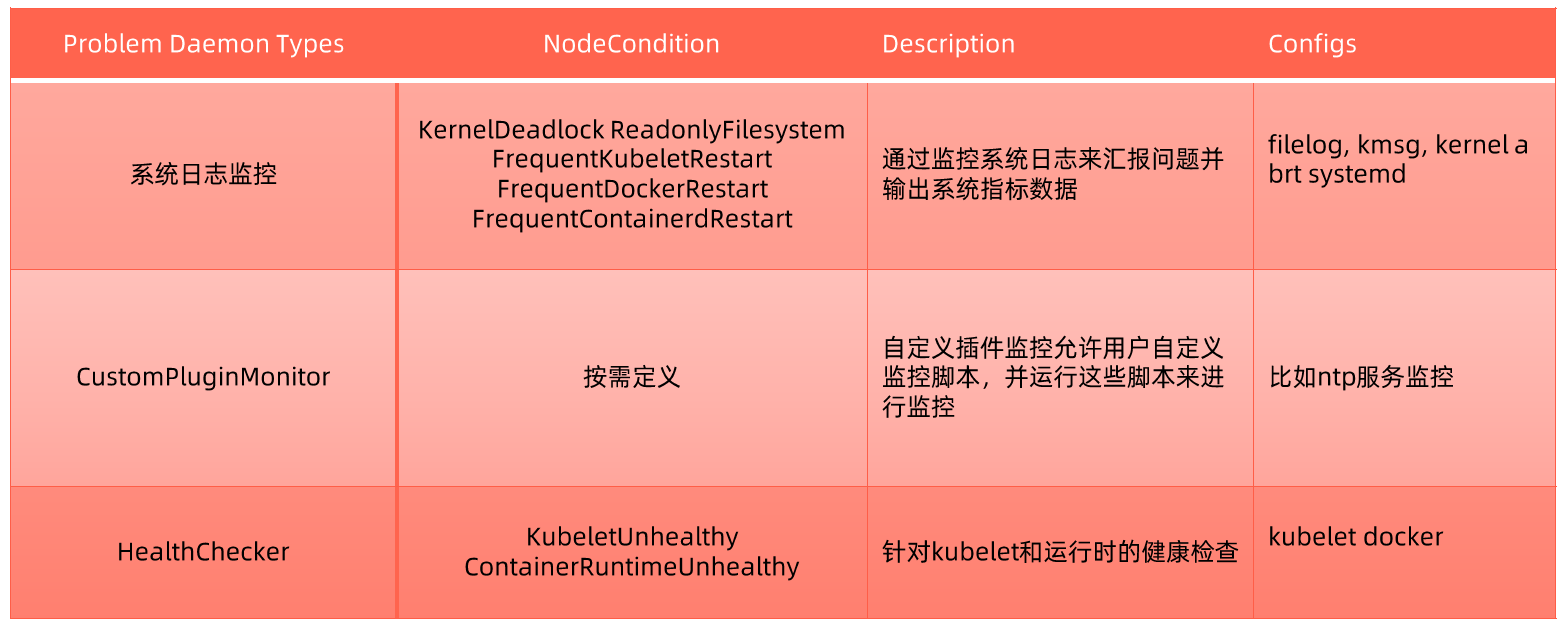 Problem Daemon Types
NodeCondition
Description
Configs
系统日志监控
KernelDeadlock ReadonlyFilesystem
FrequentKubeletRestart
FrequentDockerRestart
FrequentContainerdRestart
通过监控系统日志来汇报问题并
输出系统指标数据
filelog, kmsg, kernel a
brt systemd
CustomPluginMonitor
按需定义
自定义插件监控允许用户自定义
监控脚本，并运行这些脚本来进
行监控
比如ntp服务监控
HealthChecker
KubeletUnhealthy
ContainerRuntimeUnhealthy
针对kubelet和运行时的健康检查
kubelet docker